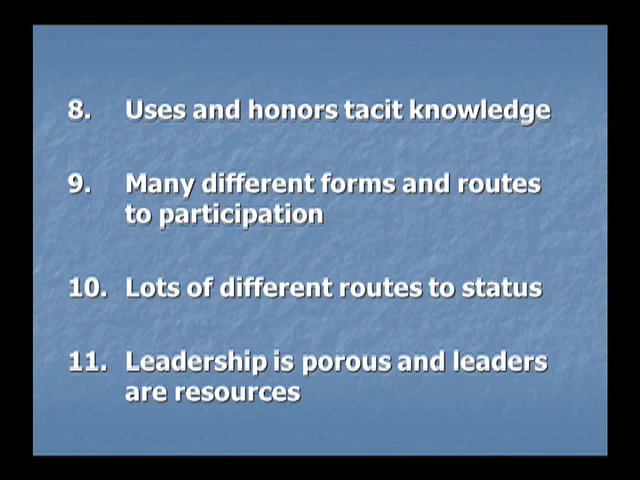 8. Uses and honors tacit knowledge
9. Many different forms and routes
to participation
10. Lots of different routes to status
11. Leadership is porous and leaders
are resources